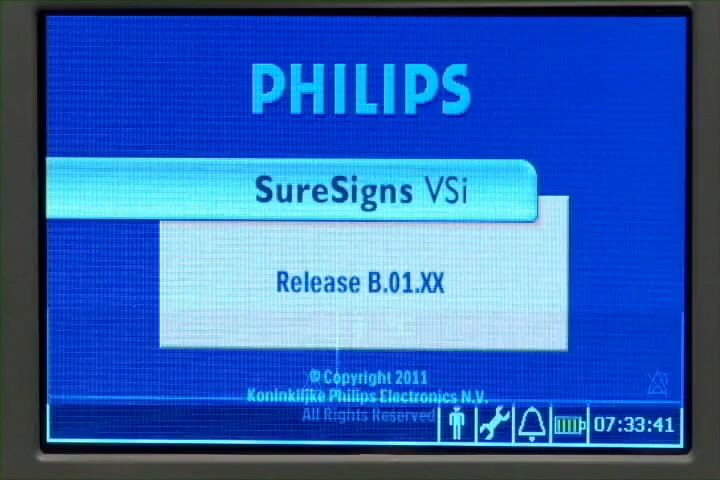 PHILIPS
SureSigns VSi
Release B.01.XX
© Copyright 2011
Koninklijke Philips Electronics N.V.
All Rights Reserved
07:33:41